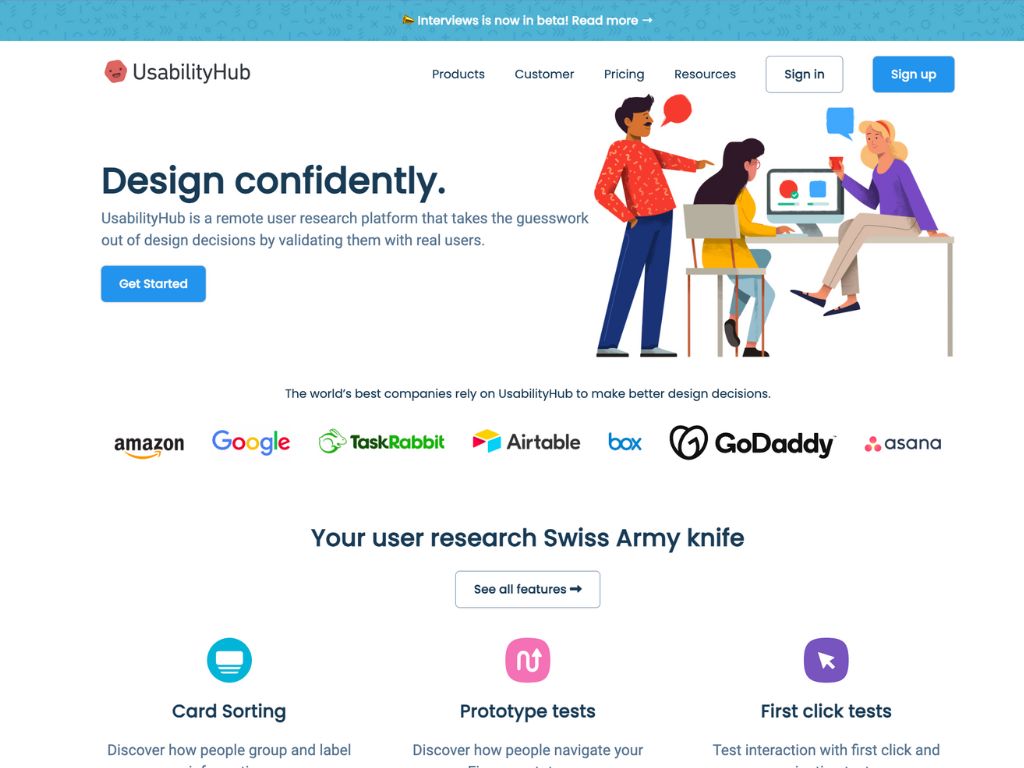 Interviews is now in beta! Read more →
UsabilityHub
Products
Customer
Pricing
Resources
Sign in
Sign up
Design confidently.
UsabilityHub is a remote user research platform that takes the guesswork
out of design decisions by validating them with real users.
Get Started
The world's best companies rely on UsabilityHub to make better design decisions.
amazon
Google
TaskRabbit
Airtable
box
GoDaddy
asana
Your user research Swiss Army knife
See all features ➡
Card Sorting
Prototype tests
First click tests
Discover how people group and label
Discover how people navigate your
Test interaction with first click and